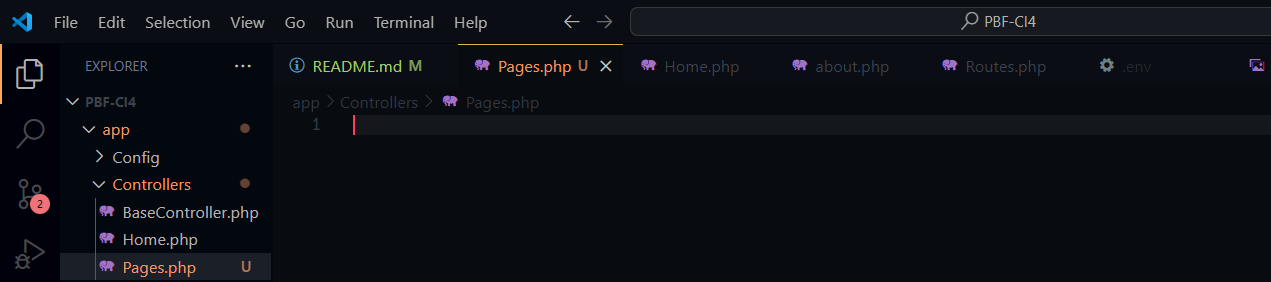 File Edit Selection View Go Run Terminal Help PBF-CI4
EXPLORER README.md M Pages.php U Home.php about.php Routes.php .env
PBF-CI4 app Controllers Pages.php
app 1
Config
Controllers
2 BaseController.php
Home.php
Pages.php U